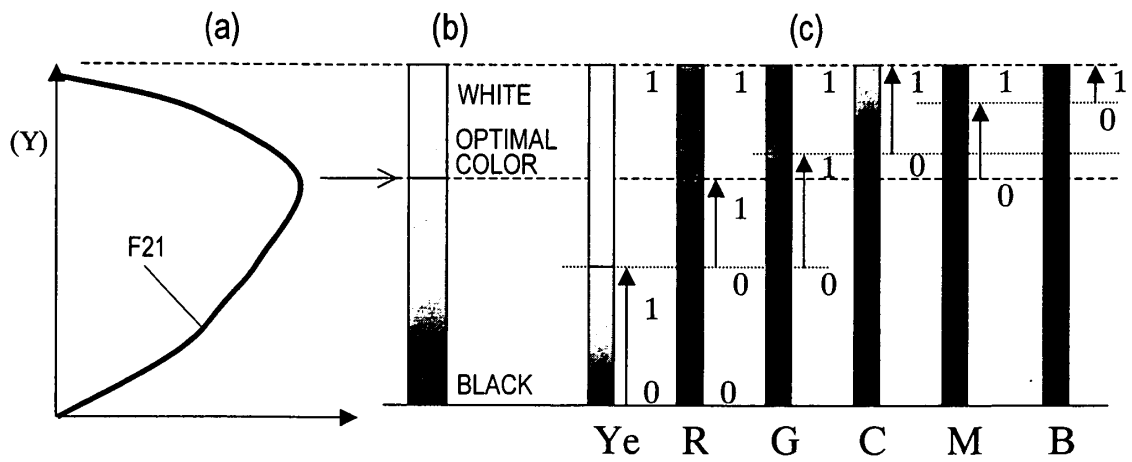 (a) (b) (c)
1 1 1 1 1 1
WHITE
0
(Y)
OPTIMAL
COLOR
1 0
0
1
F21
0 0
1
BLACK
0 0
Ye R G C M B